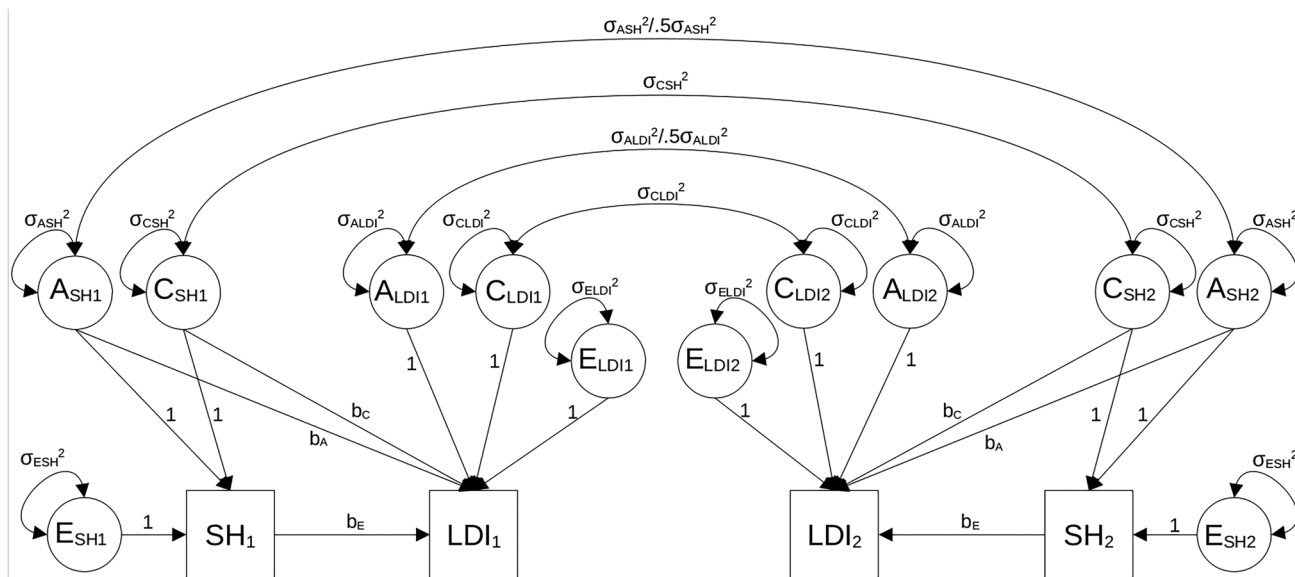 σASH²/.5σASH²
σCSH²
σALDI²/.5σALDI²
σCLDI²
σASH² σCSH² σALDI² σCLDI² σCLDI² σALDI² σCSH² σASH²
ASH1 CSH1 ALDI1 CLDI1 CLDI2 ALDI2 CSH2 ASH2
σELDI² σELDI²
ELDI1 ELDI2
1 1 1 1
1 1 bC 1 1 bC 1 1
bA bA
σESH² σESH²
ESH1 1 SH1 bE LDI1 LDI2 bE SH2 1 ESH2